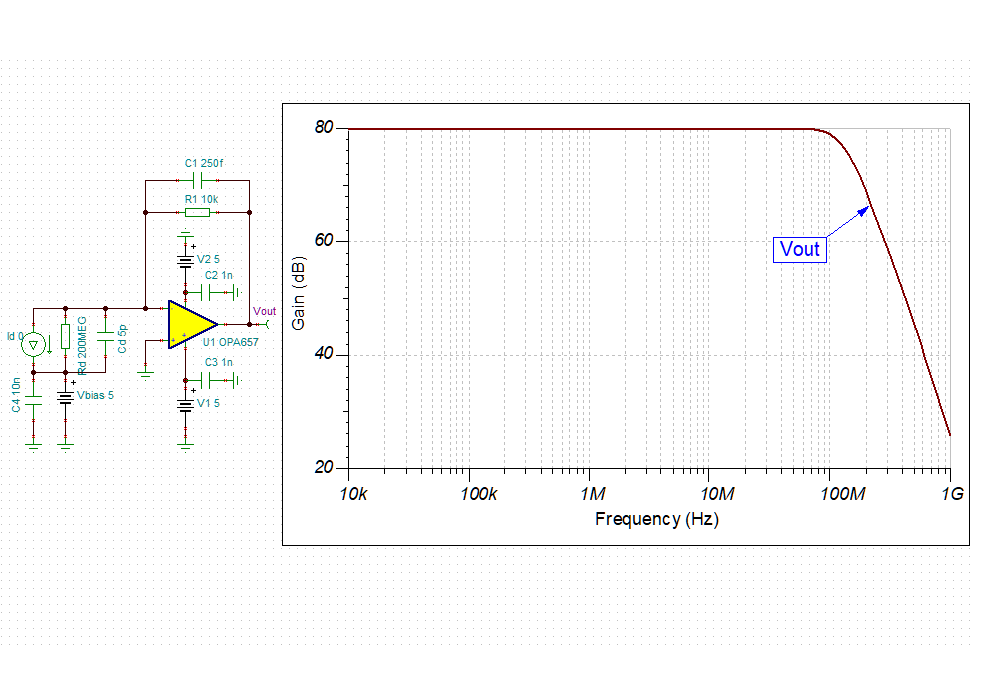 C1 250f
R1 10k
+
V2 5
C2 1n
Vout
U1 OPA657
-
+
+
C3 1n
+
V1 5
Id 0
Rd 200MEG
Cd 5p
+
Vbias 5
C4 10n
80
60
40
20
Gain (dB)
Vout
10k 100k 1M 10M 100M 1G
Frequency (Hz)